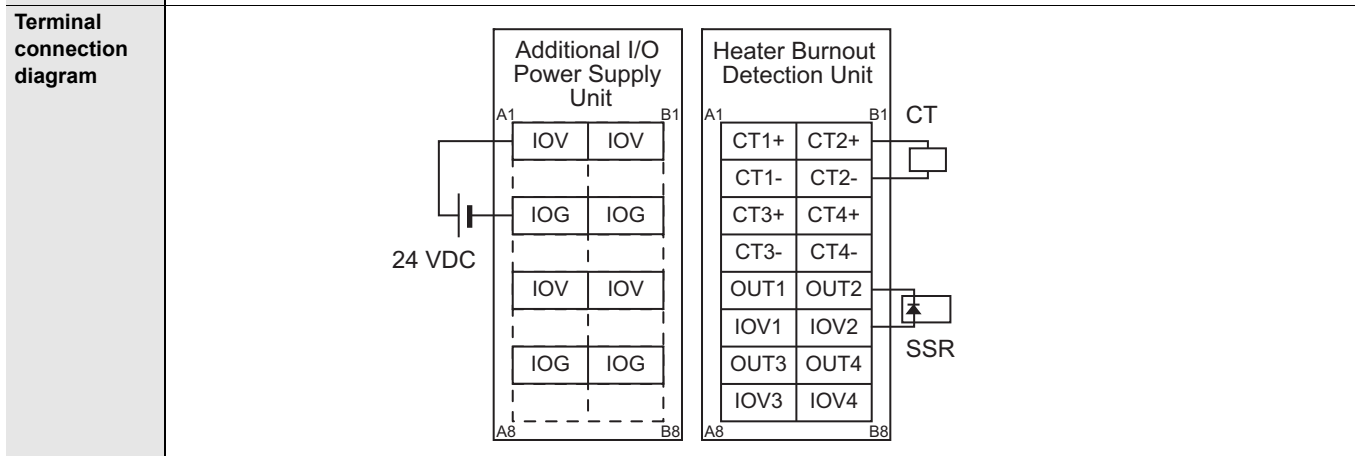 Terminal
connection
diagram
Additional I/O
Power Supply
Unit
A1 B1
IOV IOV
IOG IOG
IOV IOV
IOG IOG
A8 B8
24 VDC
Heater Burnout
Detection Unit
A1 B1
CT1+ CT2+
CT1- CT2-
CT3+ CT4+
CT3- CT4-
OUT1 OUT2
IOV1 IOV2
OUT3 OUT4
IOV3 IOV4
A8 B8
CT
SSR